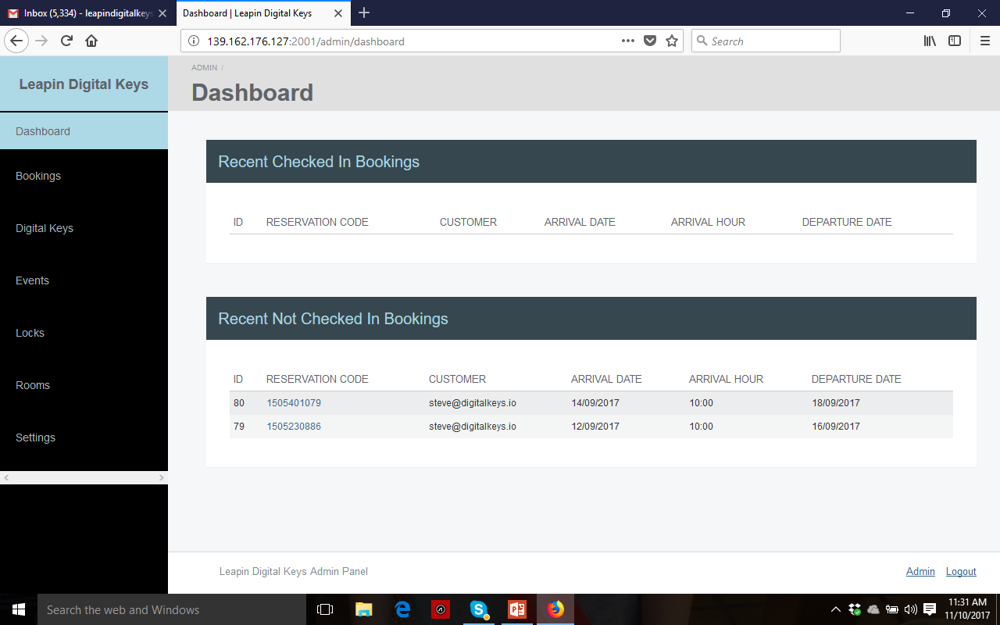 Inbox (5,334) - leapindigitalkeys
Dashboard | Leapin Digital Keys
139.162.176.127:2001/admin/dashboard
Search
Leapin Digital Keys
Dashboard
Bookings
Digital Keys
Events
Locks
Rooms
Settings
ADMIN /
Dashboard
Recent Checked In Bookings
ID RESERVATION CODE CUSTOMER ARRIVAL DATE ARRIVAL HOUR DEPARTURE DATE
Recent Not Checked In Bookings
ID RESERVATION CODE CUSTOMER ARRIVAL DATE ARRIVAL HOUR DEPARTURE DATE
80 1505401079 steve@digitalkeys.io 14/09/2017 10:00 18/09/2017
79 1505230886 steve@digitalkeys.io 12/09/2017 10:00 16/09/2017
Leapin Digital Keys Admin Panel
Admin Logout
Search the web and Windows
11:31 AM
11/10/2017